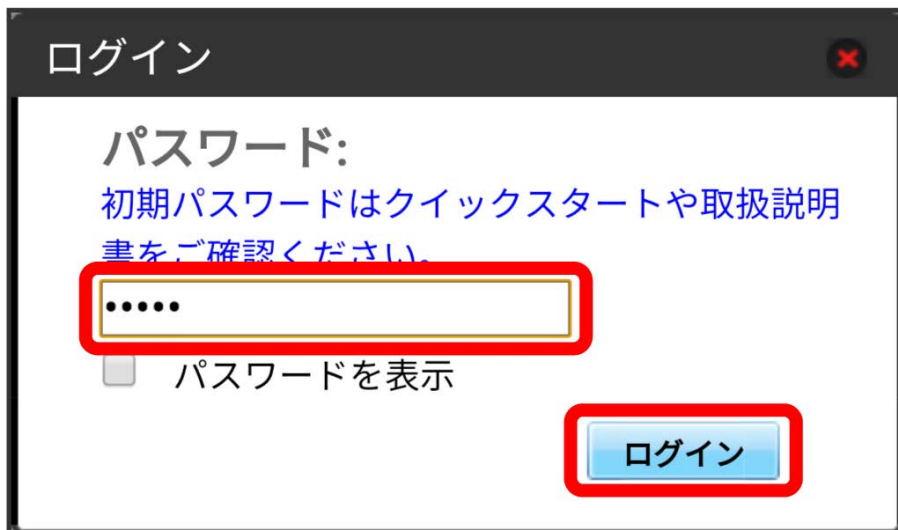 ログイン
パスワード:
初期パスワードはクイックスタートや取扱説明
書をご確認ください。
•••••
パスワードを表示
ログイン